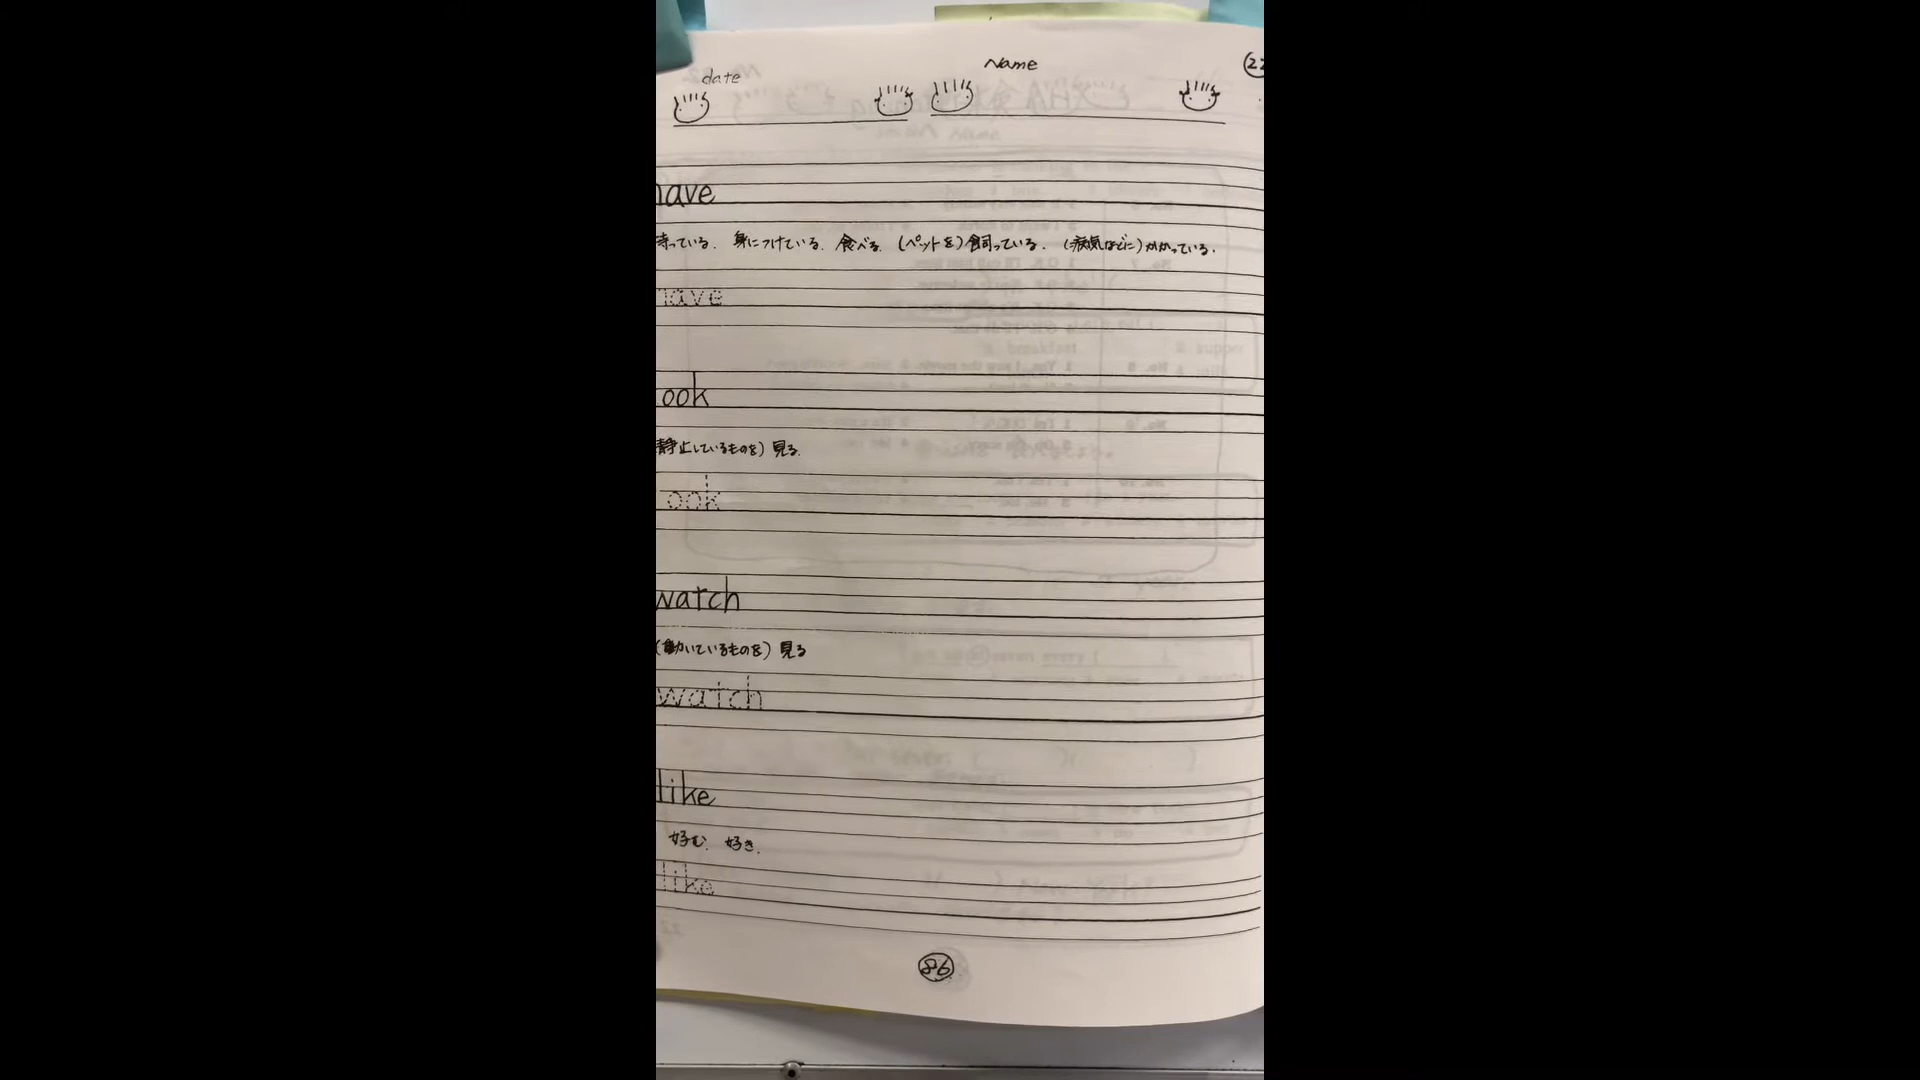 date Name 22
have
持っている. 身につけている. 食べる. (ペットを)飼っている. (病気などに)かかっている.
have
ook
静止しているものを)見る.
ook
watch
(動いているものを)見る
watch
like
好む. 好き.
like
86